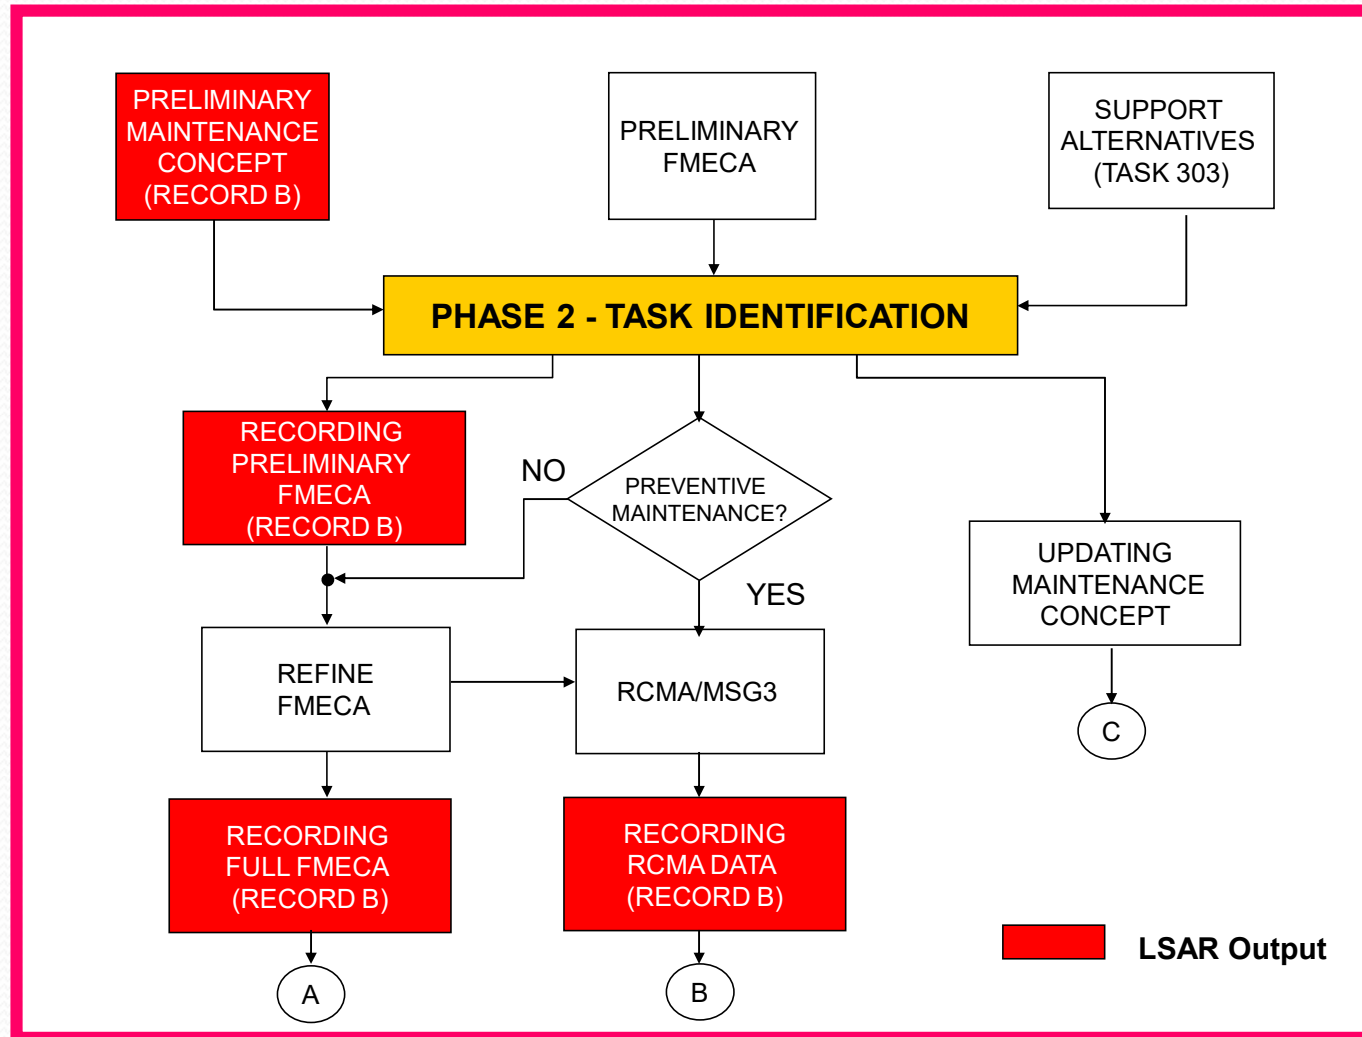 PRELIMINARY
MAINTENANCE
CONCEPT
(RECORD B)
PRELIMINARY
FMECA
SUPPORT
ALTERNATIVES
(TASK 303)
PHASE 2 - TASK IDENTIFICATION
RECORDING
PRELIMINARY
FMECA
(RECORD B)
NO
PREVENTIVE
MAINTENANCE?
YES
UPDATING
MAINTENANCE
CONCEPT
REFINE
FMECA
RCMA/MSG3
C
RECORDING
FULL FMECA
(RECORD B)
RECORDING
RCMA DATA
(RECORD B)
LSAR Output
A
B